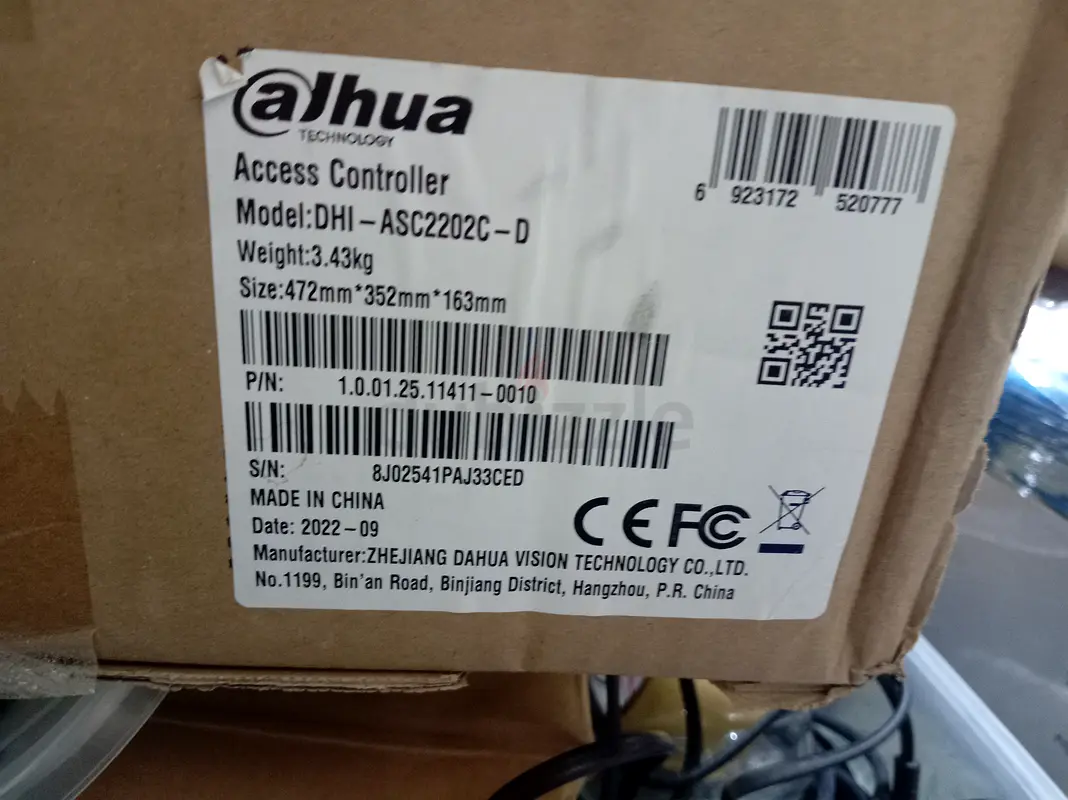 alhua
TECHNOLOGY
Access Controller
Model:DHI-ASC2202C-D
Weight:3.43kg
Size:472mm*352mm*163mm
6 923172 520777
P/N: 1.0.01.25.11411-0010
S/N: 8J02541PAJ33CED
MADE IN CHINA
Date: 2022-09
CE FC
Manufacturer:ZHEJIANG DAHUA VISION TECHNOLOGY CO.,LTD.
No.1199, Bin'an Road, Binjiang District, Hangzhou, P.R. China